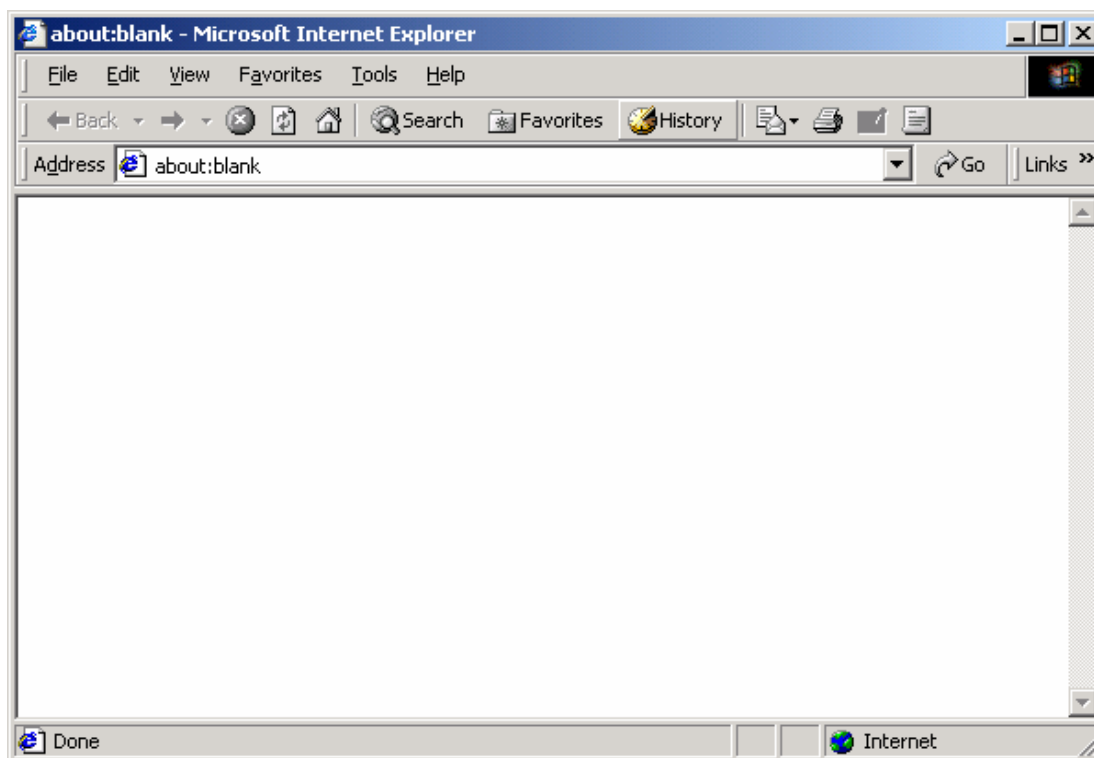 about:blank - Microsoft Internet Explorer
File Edit View Favorites Tools Help
Back Search Favorites History
Address about:blank Go Links »
Done Internet